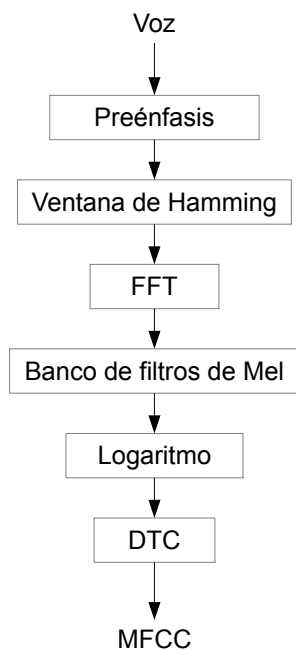 Voz
Preénfasis
Ventana de Hamming
FFT
Banco de filtros de Mel
Logaritmo
DTC
MFCC